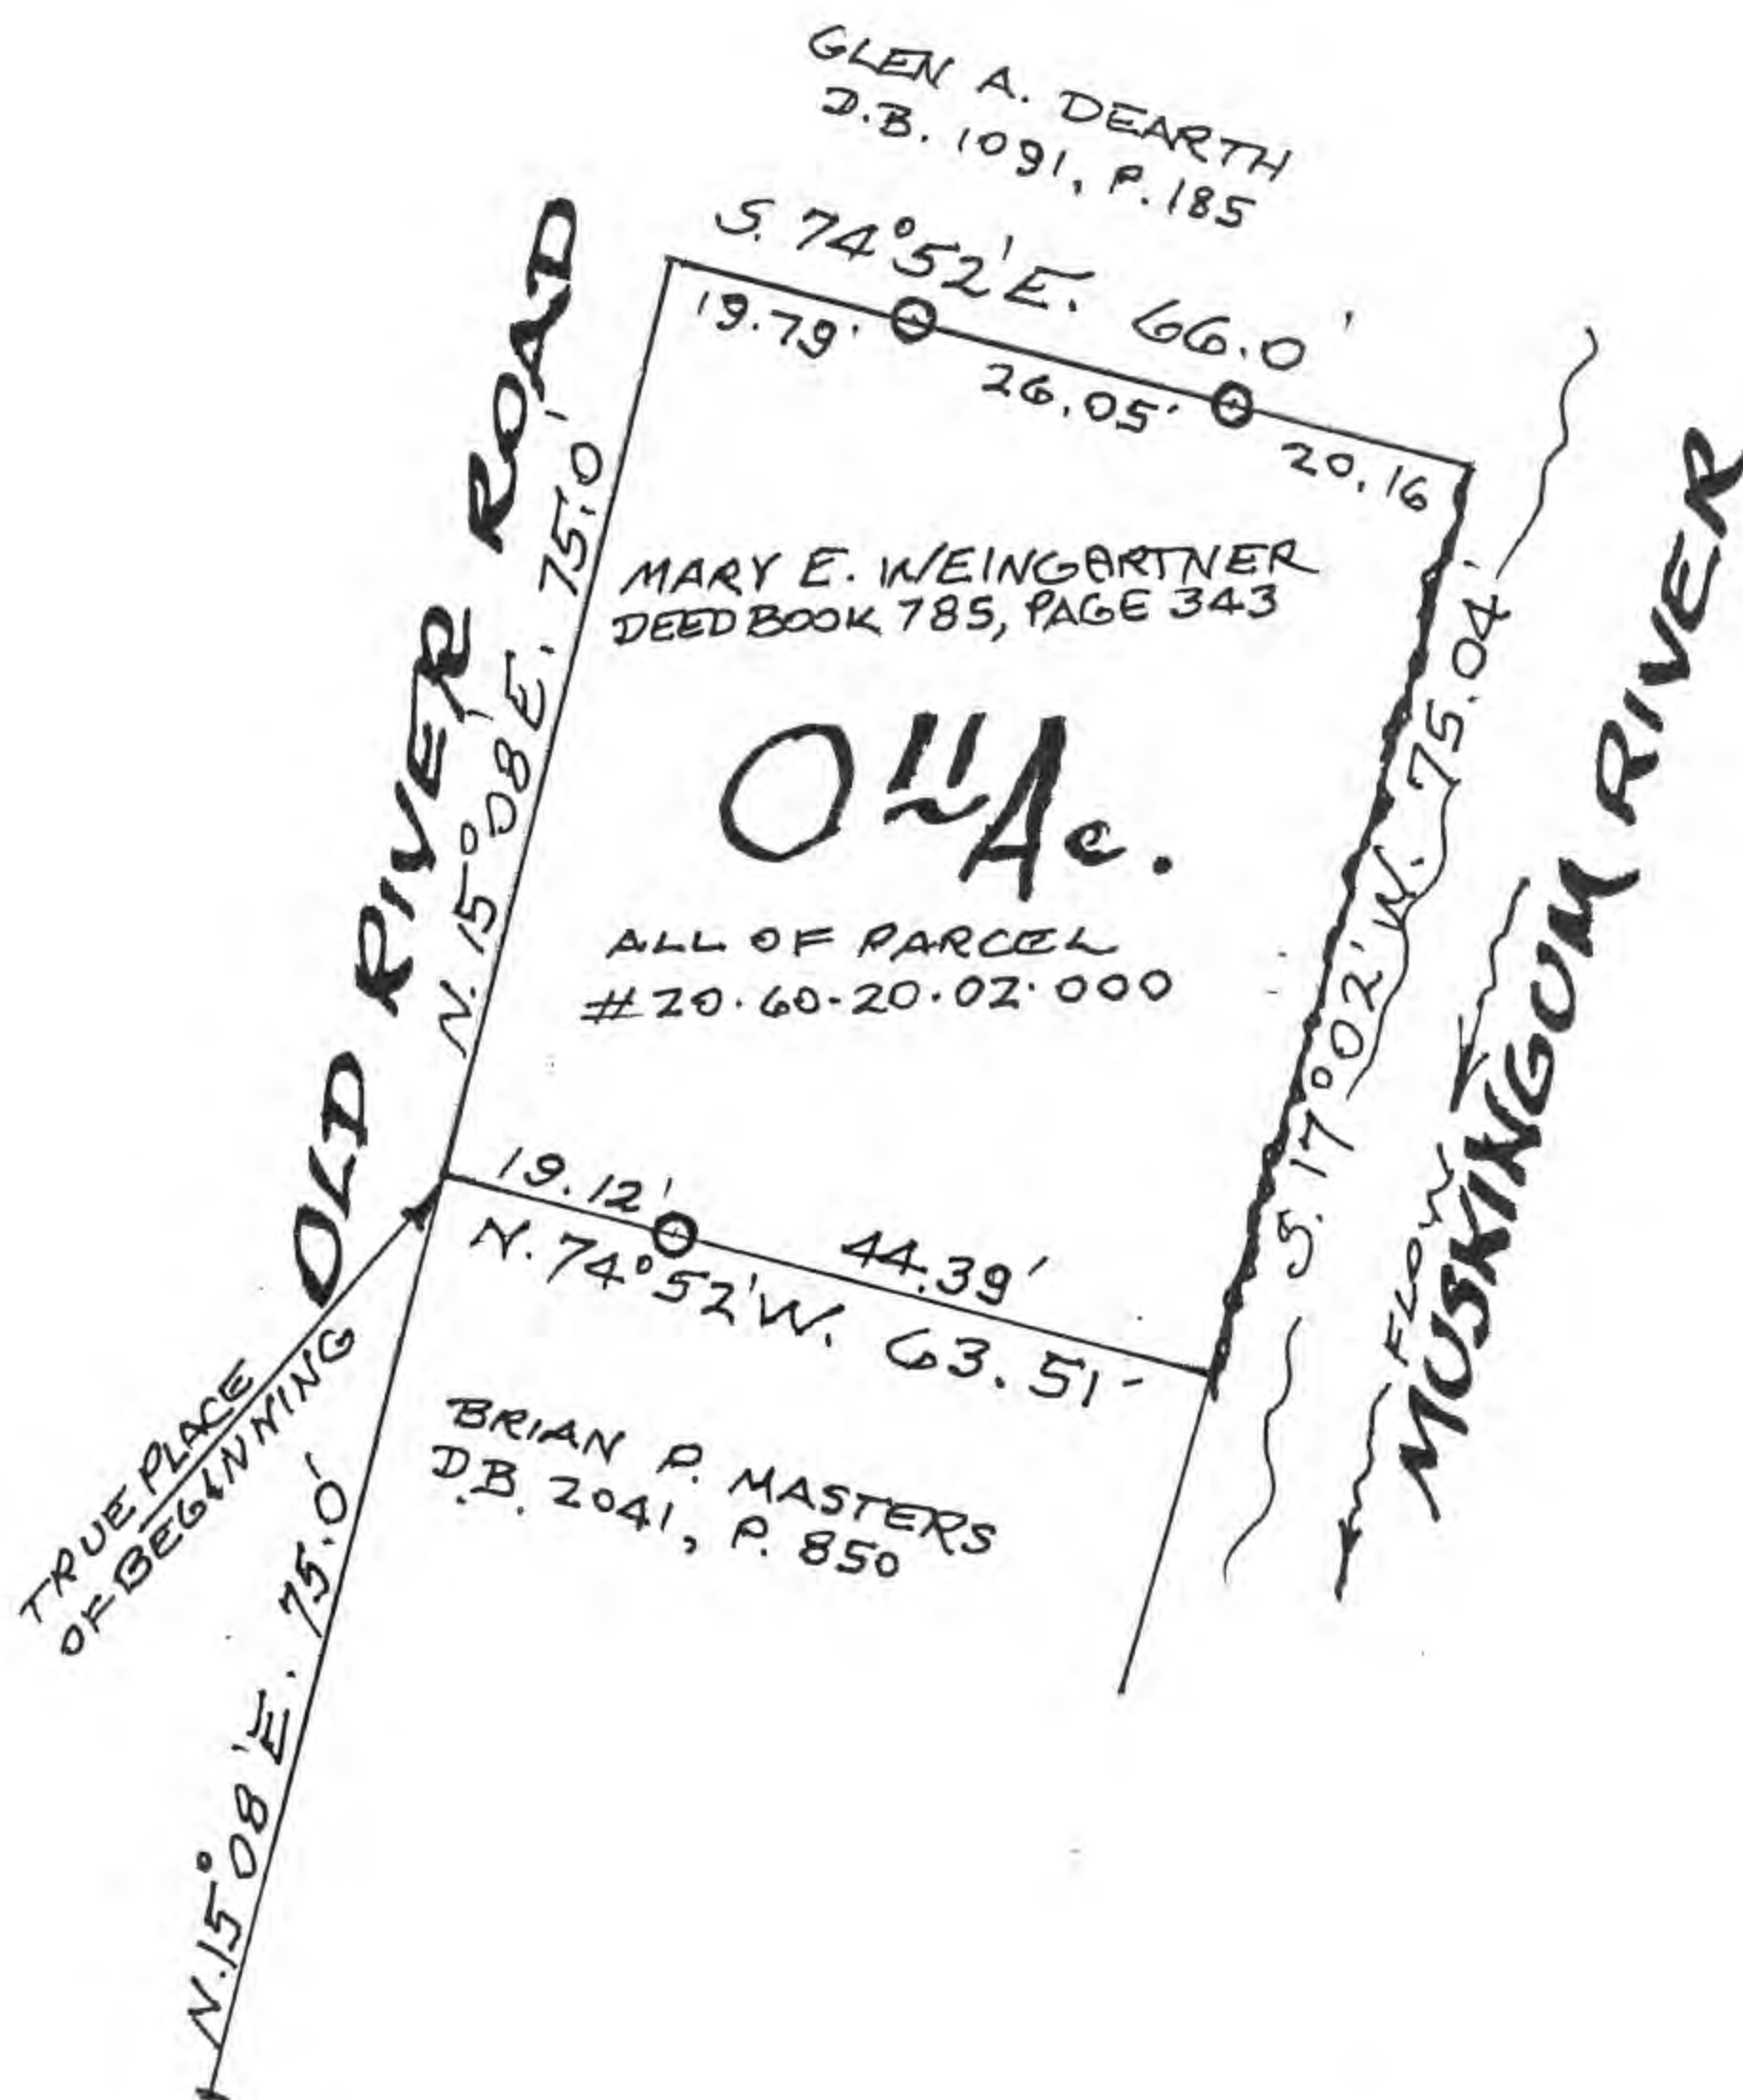 GLEN A. DEARTH
D.B. 1091, P. 185
S. 74°52'E. 66.0'
19.79'
26.05'
20.16
OLD RIVER ROAD
N. 15°08'E. 75.0'
MARY E. WEINGARTNER
DEED BOOK 785, PAGE 343
0 11 Ac.
ALL OF PARCEL
#20-60-20-02-000
S. 17°02'W. 75.04'
MUSKINGUM RIVER
FLOW
19.12'
44.39'
N. 74°52'W. 63.51'
TRUE PLACE
OF BEGINNING
BRIAN P. MASTERS
D.B. 2041, P. 850
N. 15°08'E. 75.0'